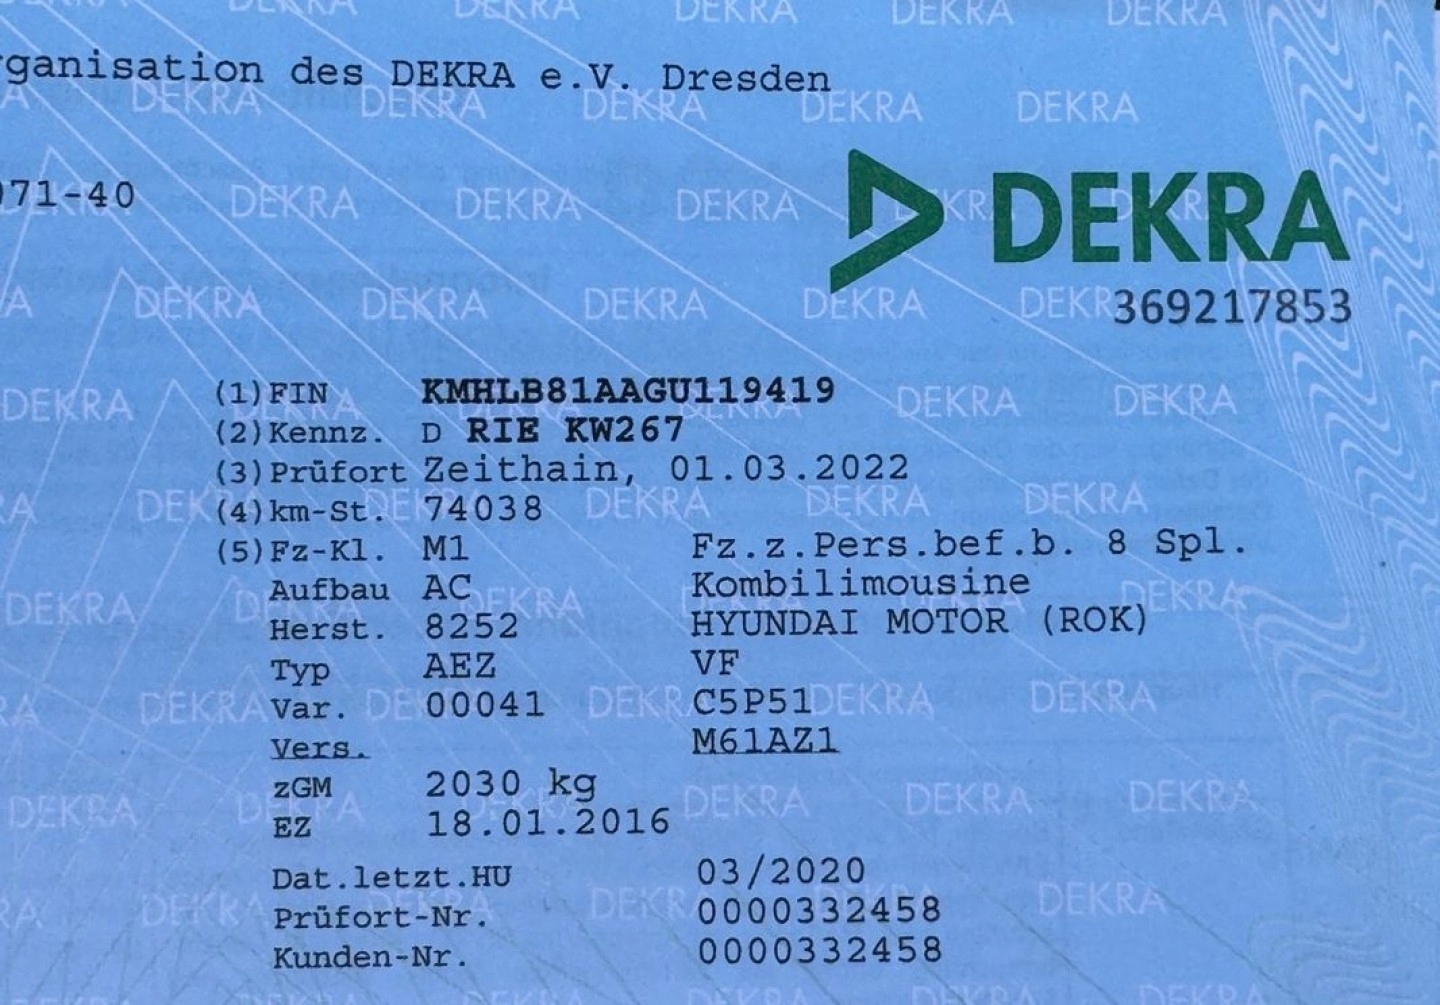 rganisation des DEKRA e.V. Dresden
071-40
DEKRA
369217853
(1) FIN KMHLB81AAGU119419
(2) Kennz. D RIE KW267
(3) Prüfort Zeithain, 01.03.2022
(4) km-St. 74038
(5) Fz-Kl. M1 Fz.z.Pers.bef.b. 8 Spl.
Aufbau AC Kombilimousine
Herst. 8252 HYUNDAI MOTOR (ROK)
Typ AEZ VF
Var. 00041 C5P51
Vers. M61AZ1
zGM 2030 kg
EZ 18.01.2016
Dat.letzt.HU 03/2020
Prüfort-Nr. 0000332458
Kunden-Nr. 0000332458